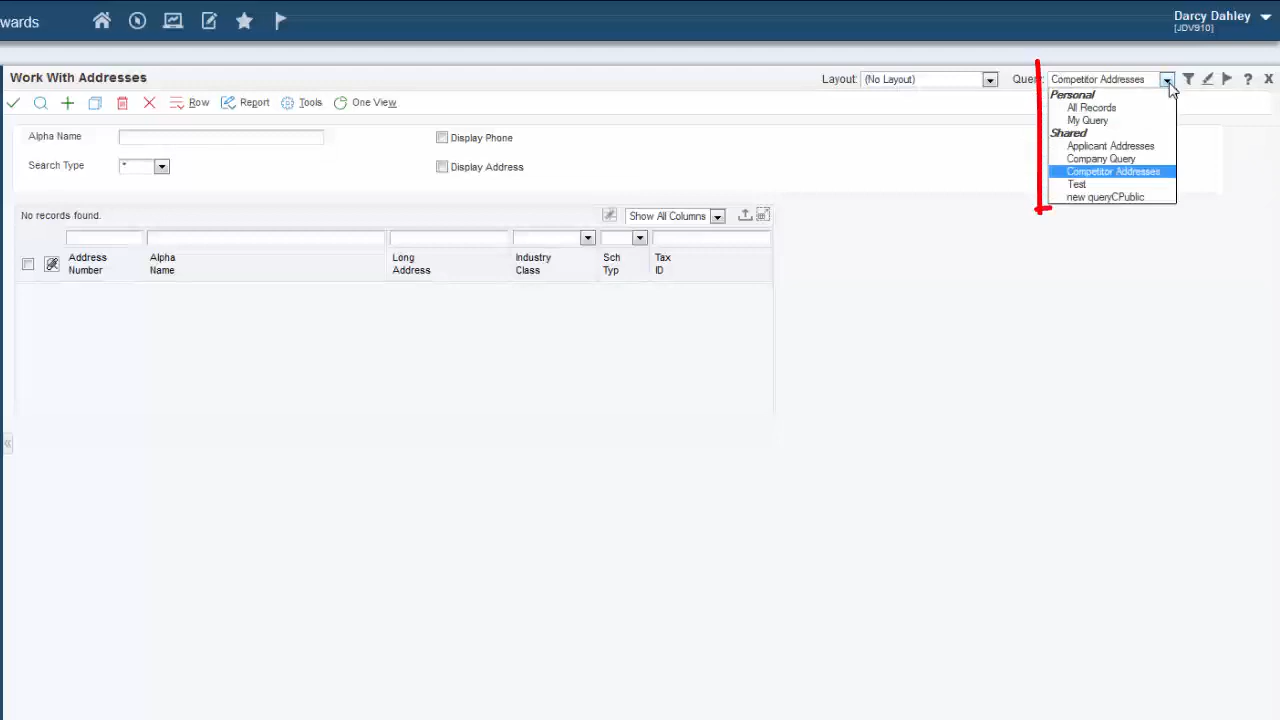 wards
Darcy Dahley
[JDV910]
Work With Addresses
Layout: (No Layout)
Query: Competitor Addresses
Personal
All Records
My Query
Shared
Applicant Addresses
Company Query
Competitor Addresses
Test
new queryCPublic
Row
Report
Tools
One View
Alpha Name
Display Phone
Search Type
*
Display Address
No records found.
Show All Columns
Address Number
Alpha Name
Long Address
Industry Class
Sch Typ
Tax ID